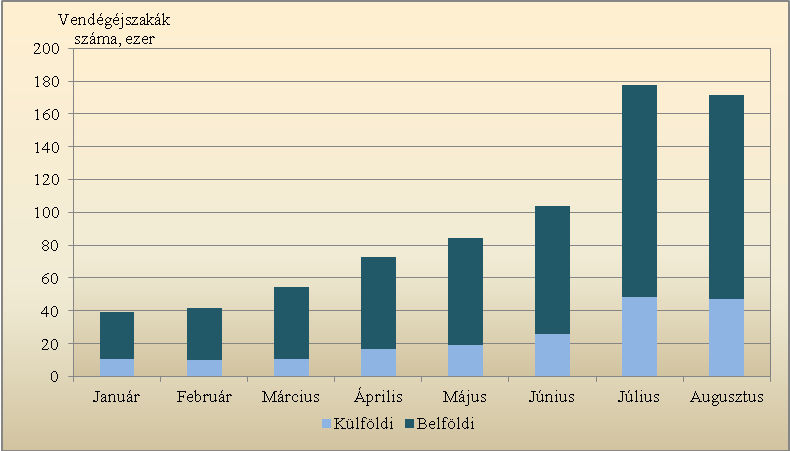 Vendégéjszakák
száma, ezer
200
180
160
140
120
100
80
60
40
20
0
Január Február Március Április Május Június Július Augusztus
Külföldi Belföldi